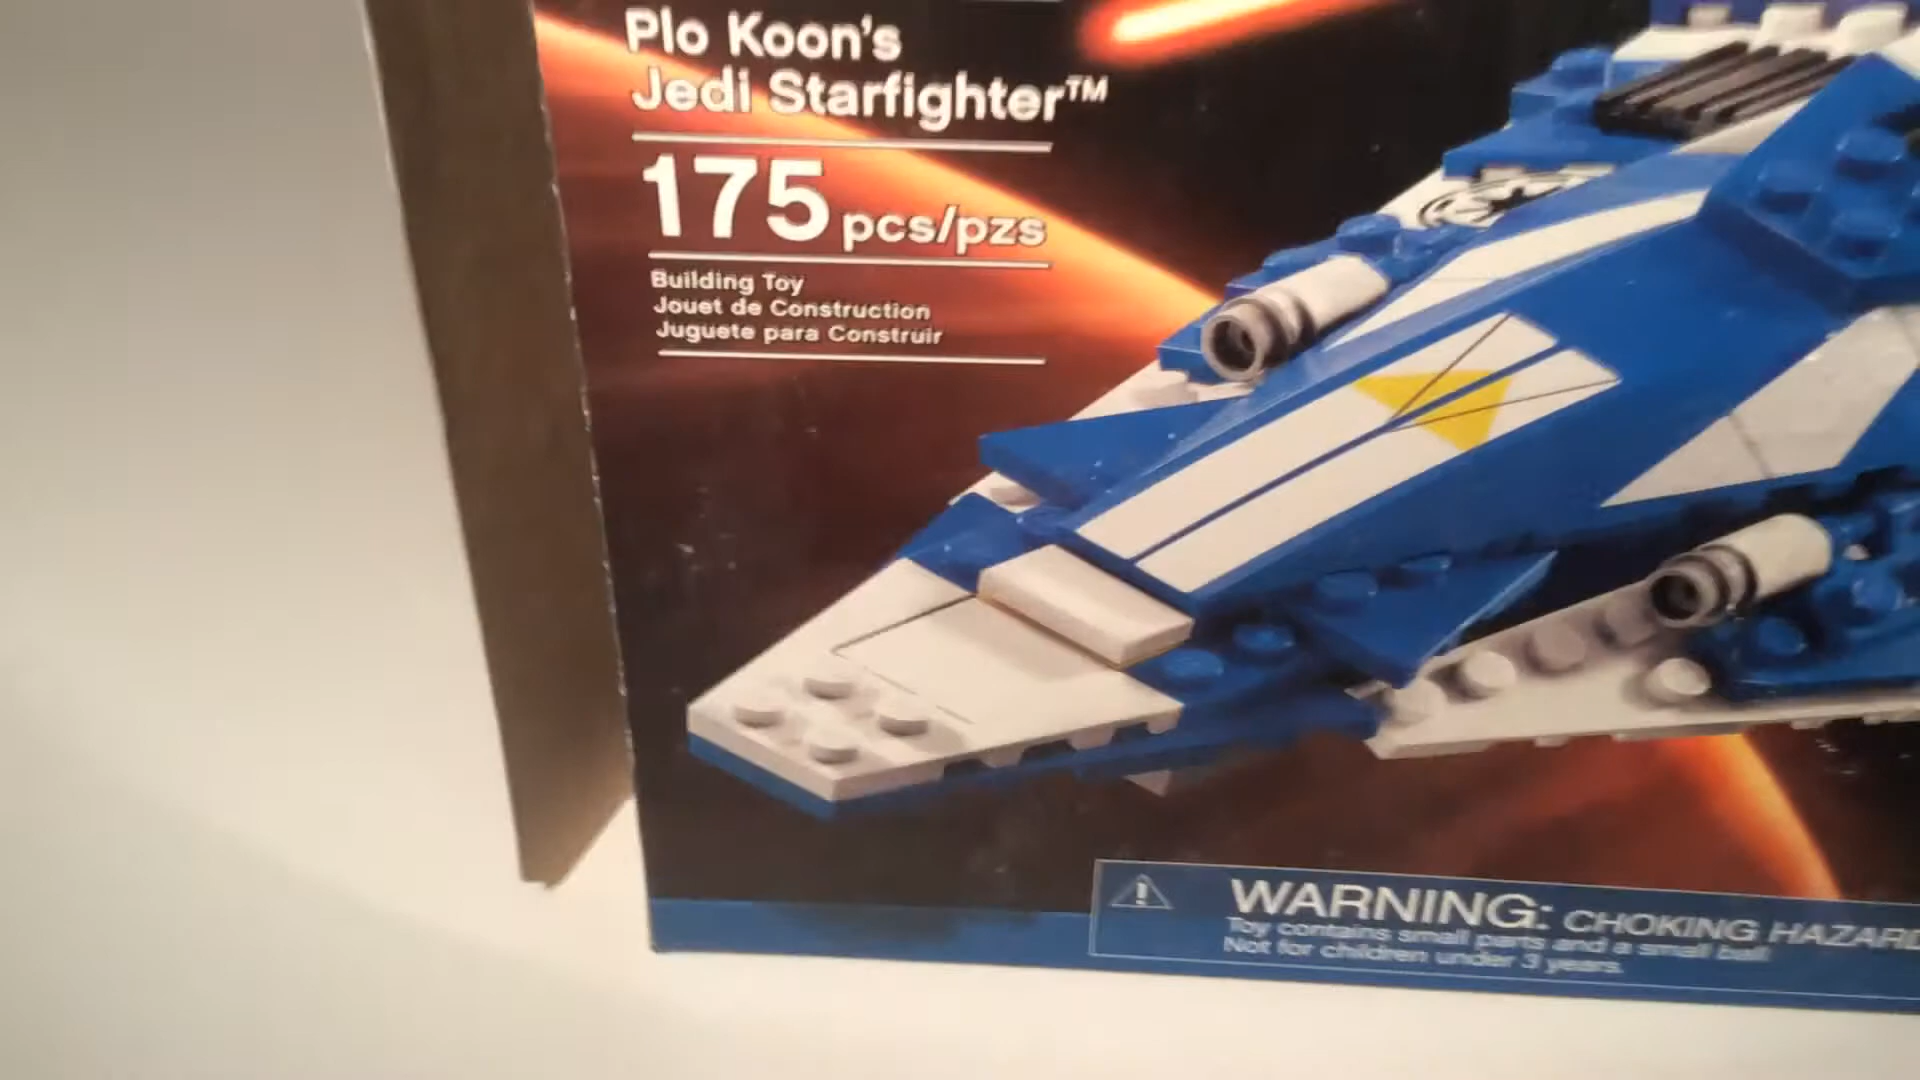 Plo Koon's
Jedi Starfighter™
175 pcs/pzs
Building Toy
Jouet de Construction
Juguete para Construir
WARNING: CHOKING HAZARD
Toy contains small parts and a small ball
Not for children under 3 years